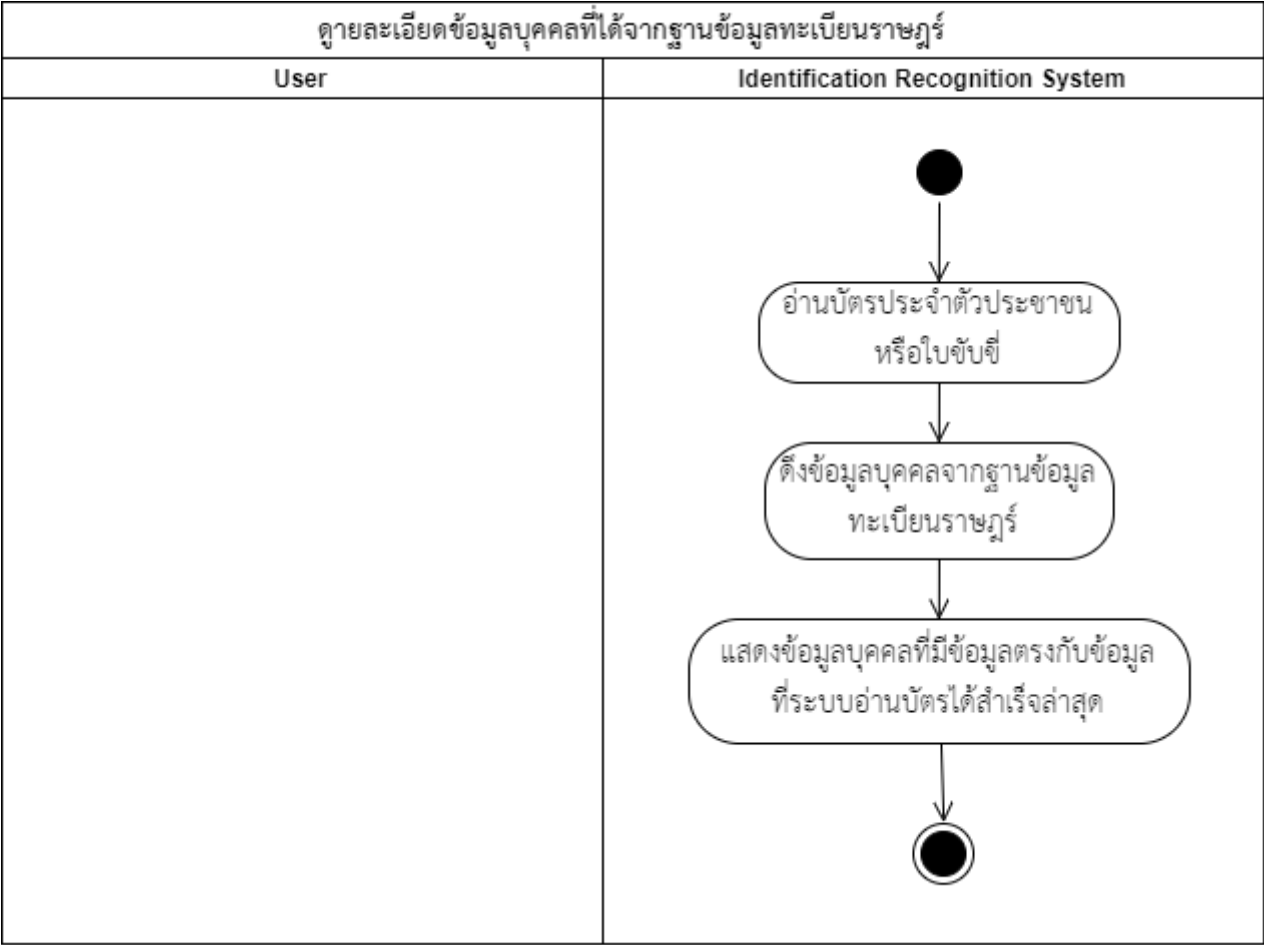 ดูายละเอียดข้อมูลบุคคลที่ได้จากฐานข้อมูลทะเบียนราษฎร์
User
Identification Recognition System
อ่านบัตรประจำตัวประชาชน
หรือใบขับขี่
ดึงข้อมูลบุคคลจากฐานข้อมูล
ทะเบียนราษฎร์
แสดงข้อมูลบุคคลที่มีข้อมูลตรงกับข้อมูล
ที่ระบบอ่านบัตรได้สำเร็จล่าสุด